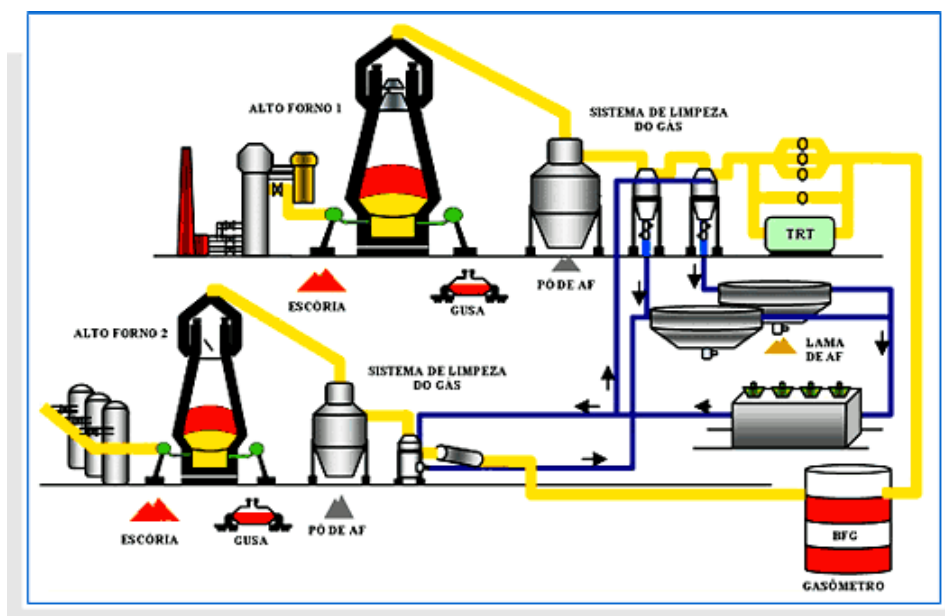 ALTO FORNO 1
SISTEMA DE LIMPEZA
DO GÁS
TRT
ESCÓRIA
GUSA
PÓ DE AF
LAMA
DE AF
ALTO FORNO 2
SISTEMA DE LIMPEZA
DO GÁS
ESCÓRIA
GUSA
PÓ DE AF
BFG
GASÔMETRO